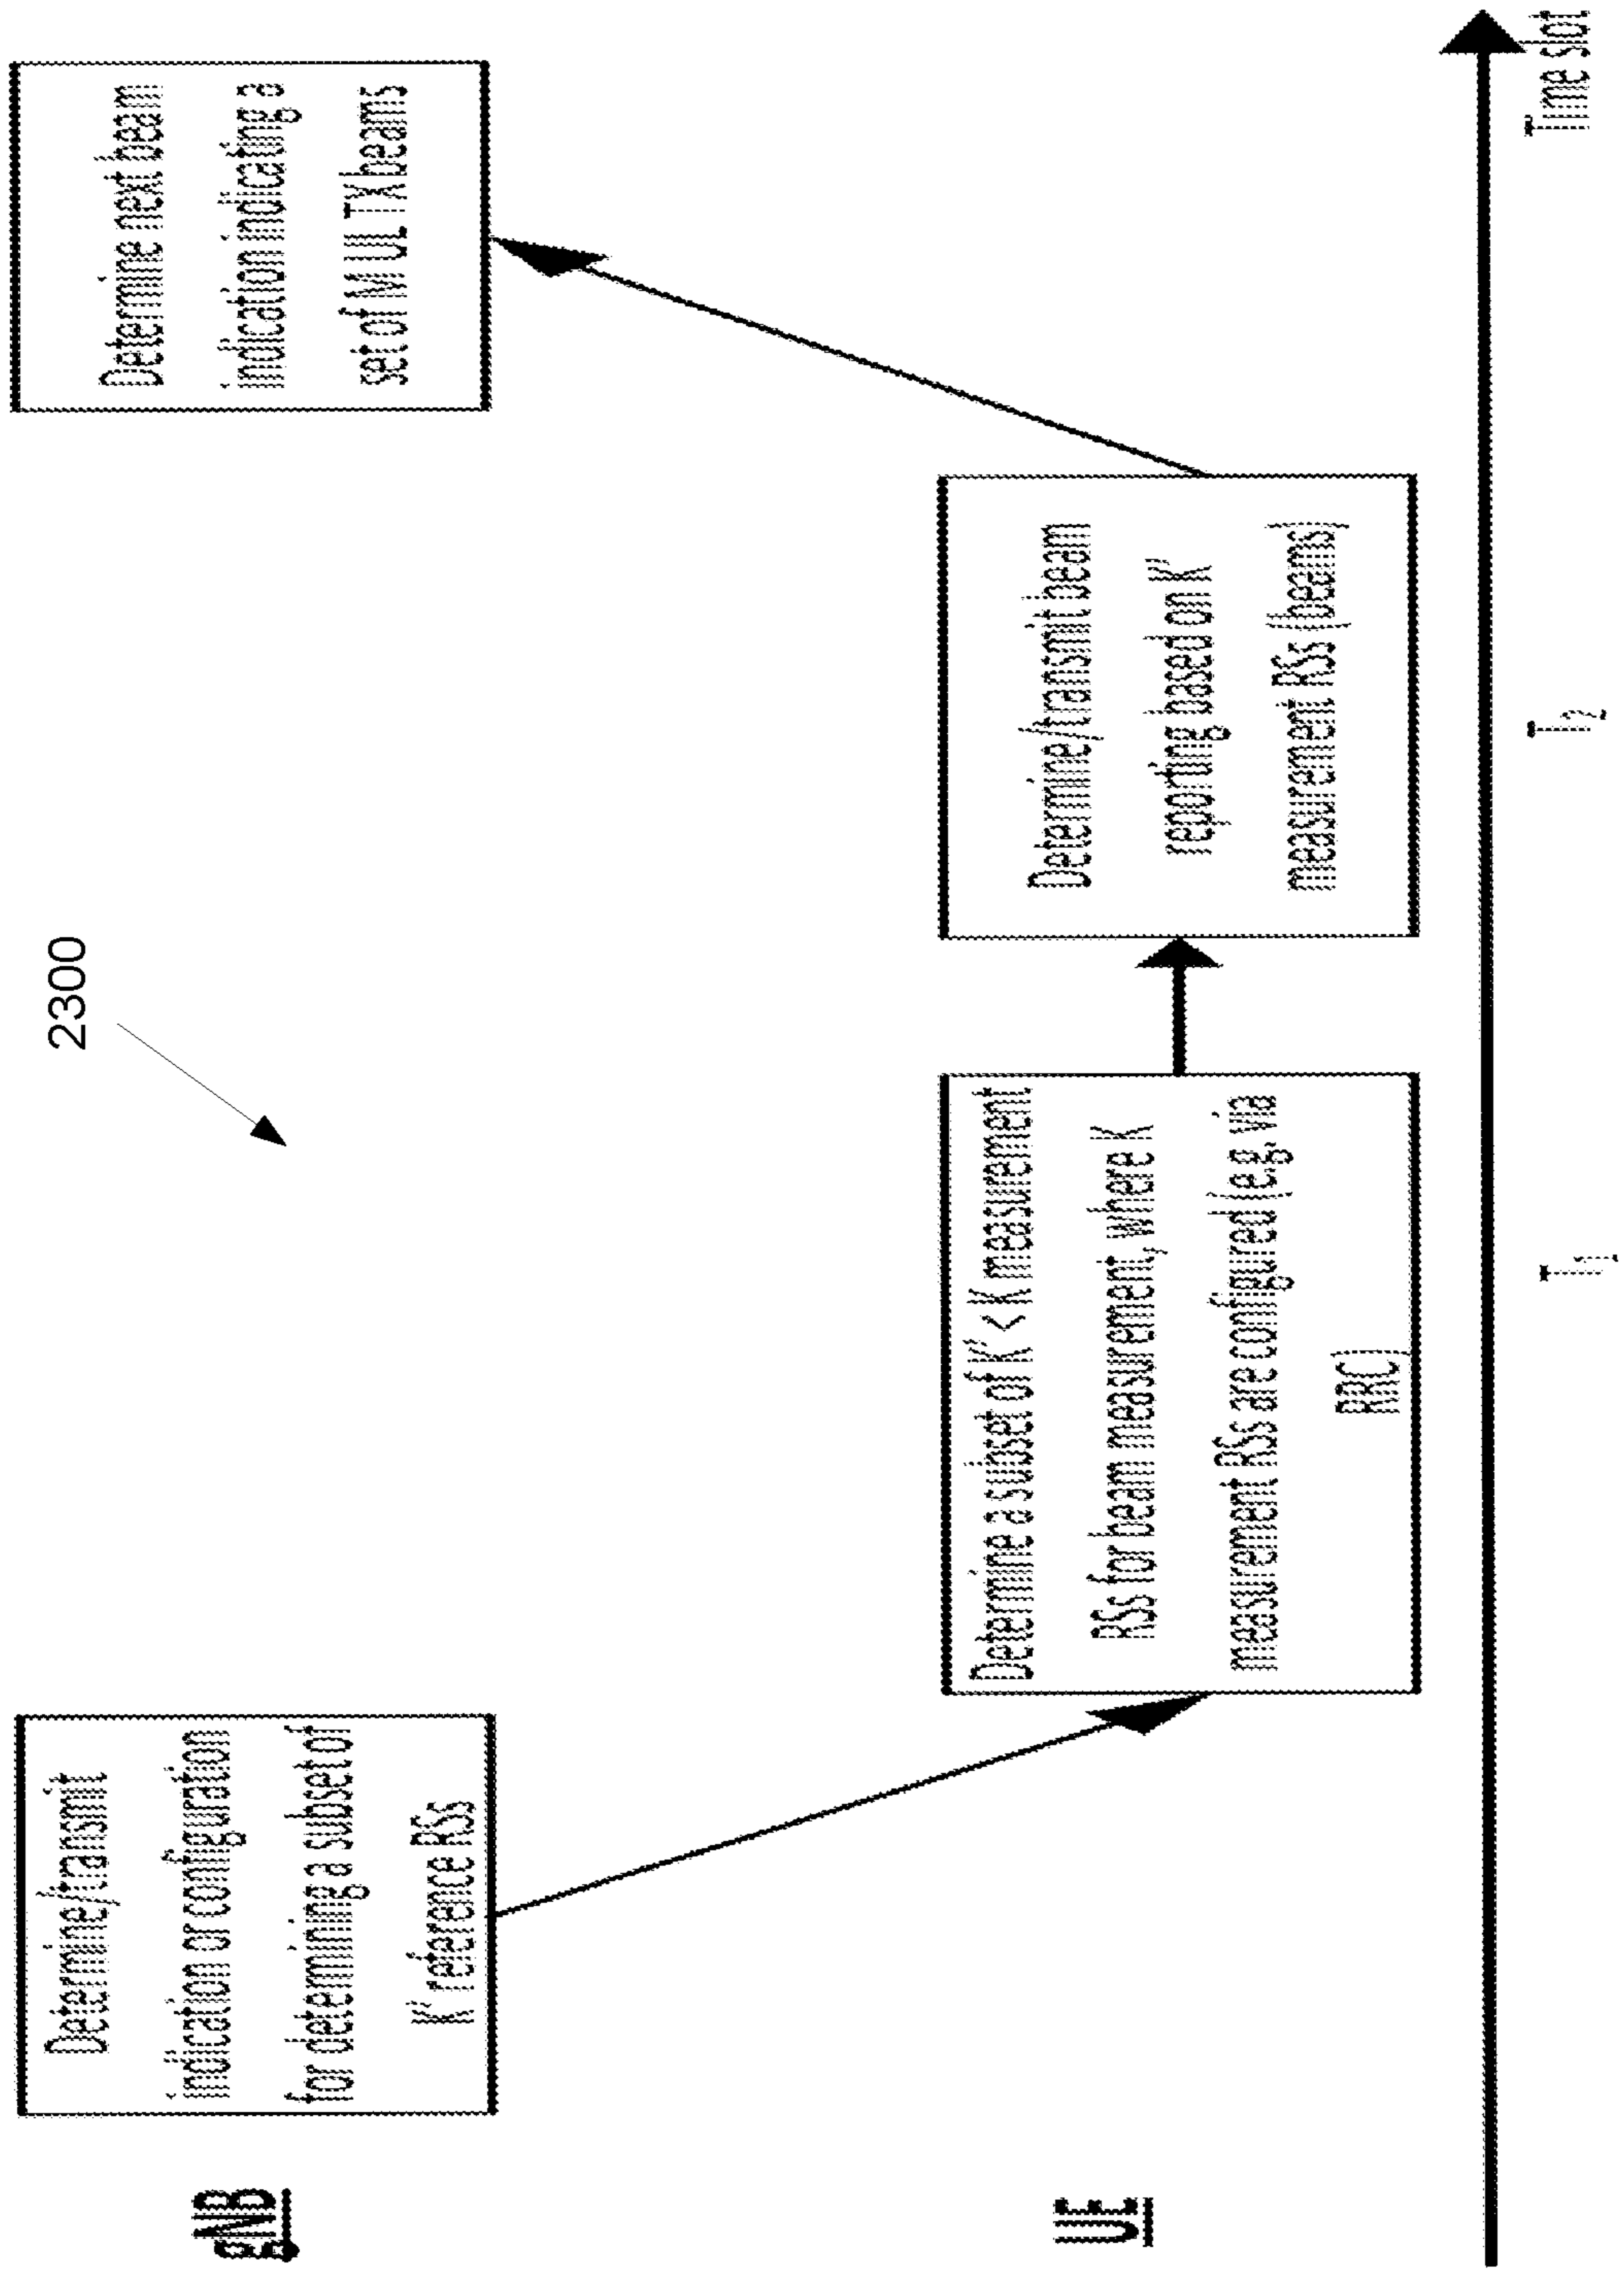 2300
gNB
Determine/transmit
indication or configuration
for determining a subset of
K' reference RSs
Determine next beam
indication indicating a
set of M UL TX beams
UE
Determine a subset of K' < K measurement
RSs for beam measurement, where K
measurement RSs are configured (e.g, via
RRC)
Determine/transmit beam
reporting based on K'
measurement RSs (beams)
Time slot